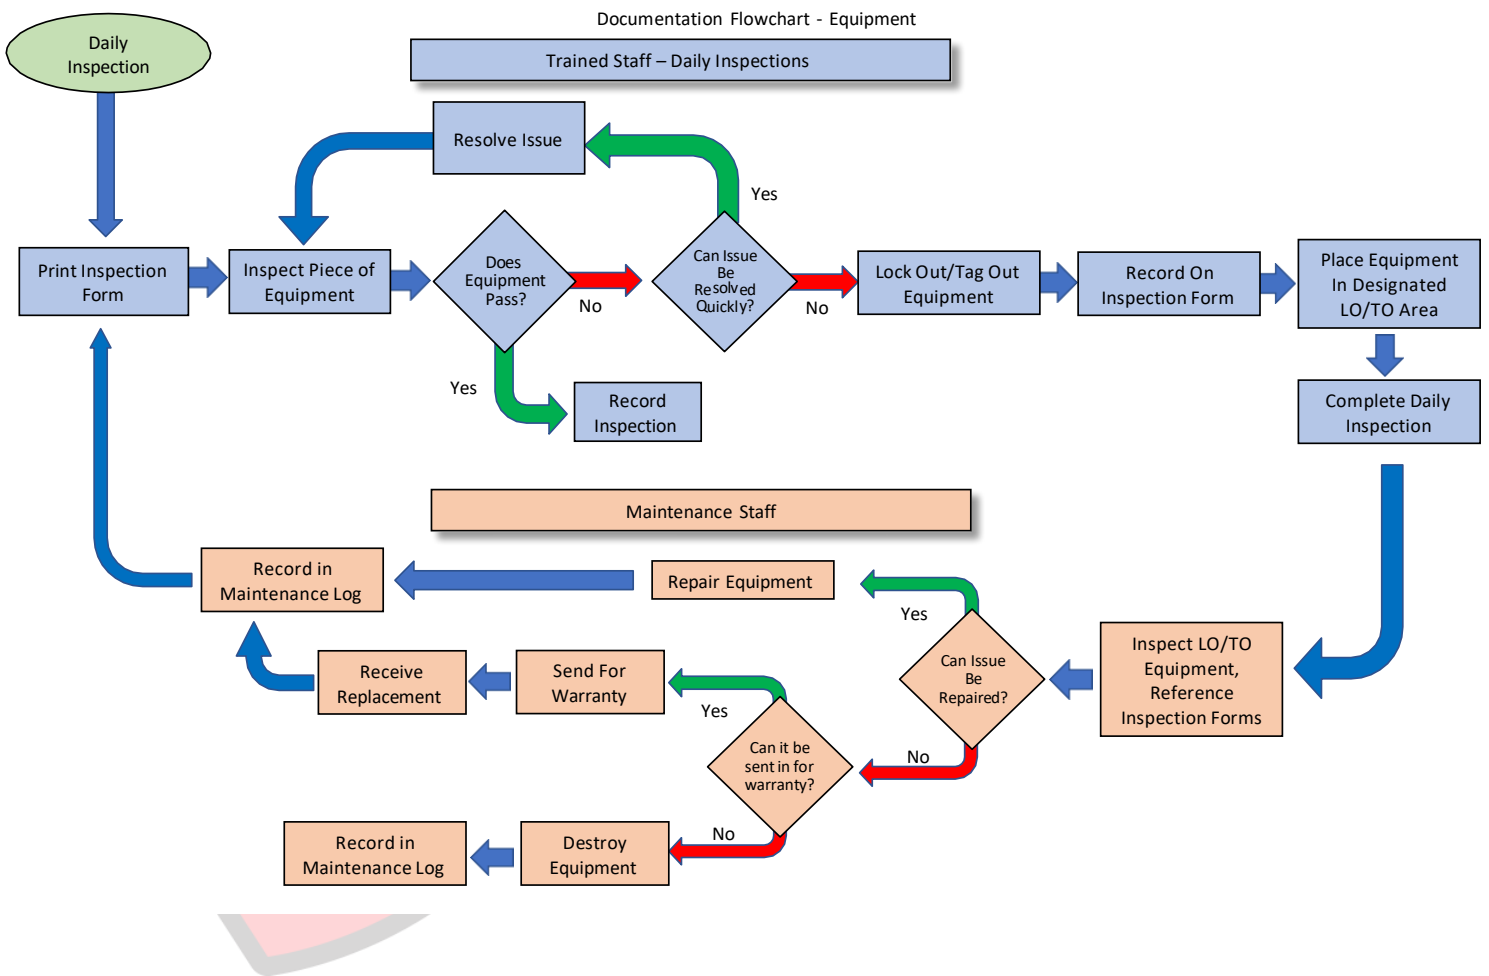 Documentation Flowchart - Equipment
Daily
Inspection
Trained Staff – Daily Inspections
Resolve Issue
Yes
Print Inspection
Form
Inspect Piece of
Equipment
Does
Equipment
Pass?
No
Can Issue
Be
Resolved
Quickly?
No
Lock Out/Tag Out
Equipment
Record On
Inspection Form
Place Equipment
In Designated
LO/TO Area
Yes
Record
Inspection
Complete Daily
Inspection
Maintenance Staff
Record in
Maintenance Log
Repair Equipment
Yes
Can Issue
Be
Repaired?
Inspect LO/TO
Equipment,
Reference
Inspection Forms
Receive
Replacement
Send For
Warranty
Yes
No
Can it be
sent in for
warranty?
No
Record in
Maintenance Log
Destroy
Equipment